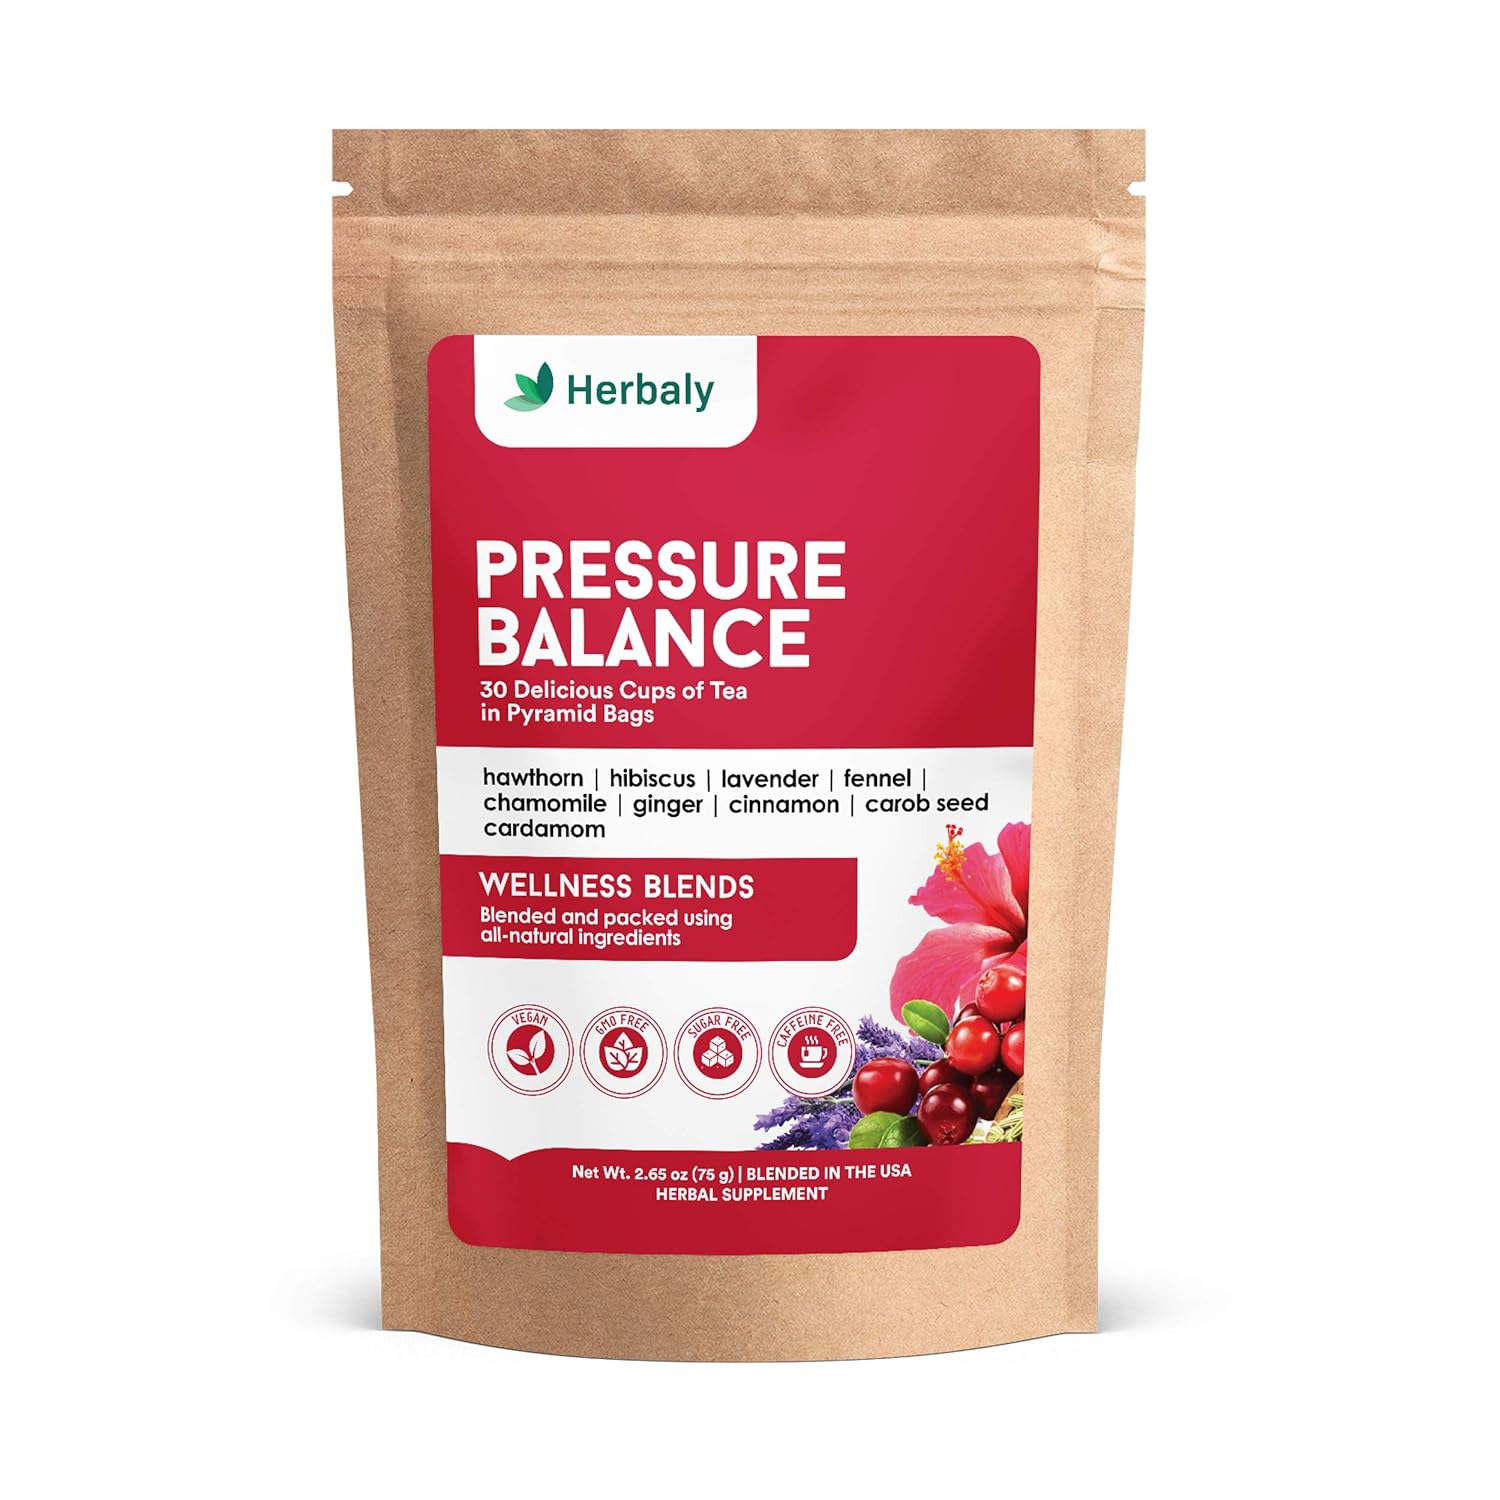 Herbaly
PRESSURE
BALANCE
30 Delicious Cups of Tea
in Pyramid Bags
hawthorn | hibiscus | lavender | fennel |
chamomile | ginger | cinnamon | carob seed
cardamom
WELLNESS BLENDS
Blended and packed using
all-natural ingredients
VEGAN
GMO FREE
SUGAR FREE
CAFFEINE FREE
Net Wt. 2.65 oz (75 g) | BLENDED IN THE USA
HERBAL SUPPLEMENT